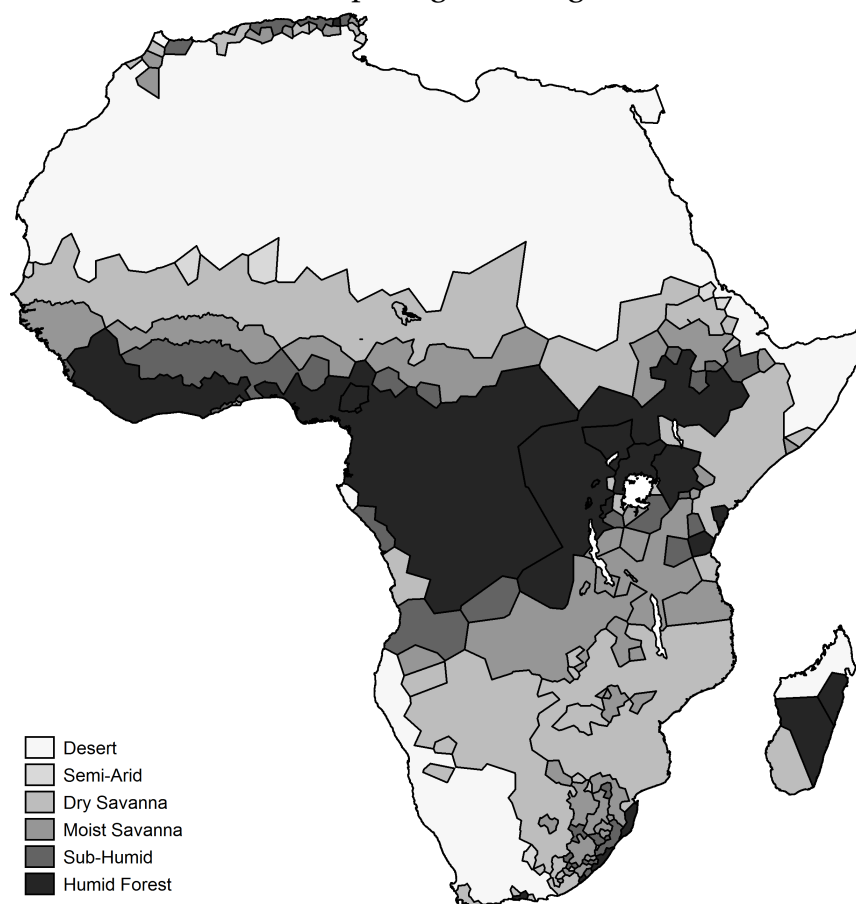 Desert
Semi-Arid
Dry Savanna
Moist Savanna
Sub-Humid
Humid Forest